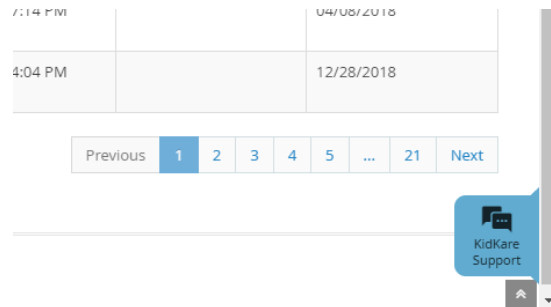 7:14 PM 04/08/2018
4:04 PM 12/28/2018
Previous 1 2 3 4 5 ... 21 Next
KidKare
Support